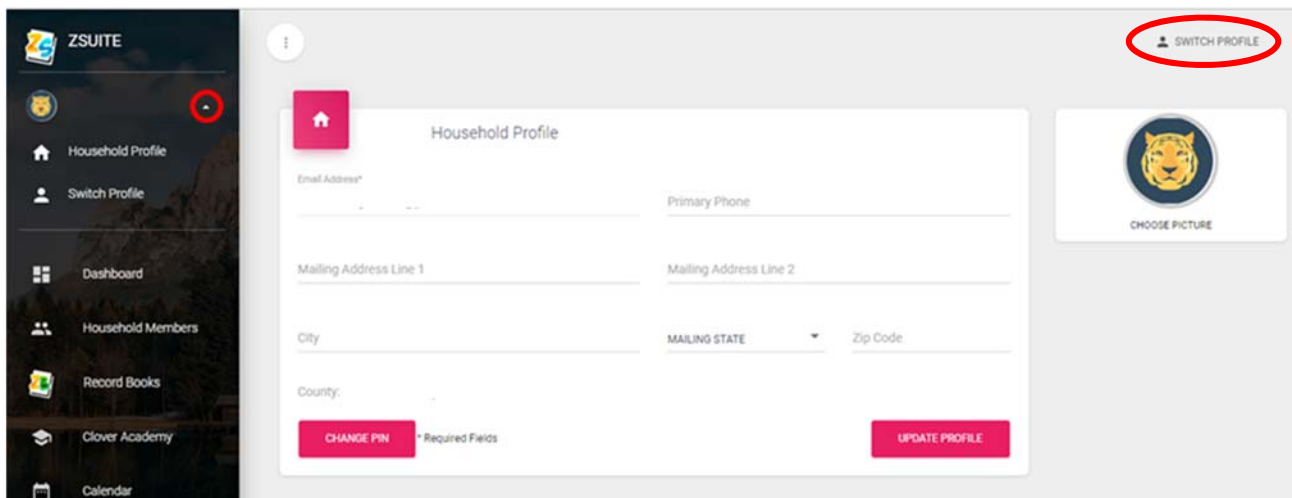 ZSUITE
Household Profile
Switch Profile
Dashboard
Household Members
Record Books
Clover Academy
Calendar
SWITCH PROFILE
Household Profile
Email Address*
Primary Phone
Mailing Address Line 1
Mailing Address Line 2
City
MAILING STATE
Zip Code
County:
CHANGE PIN
* Required Fields
UPDATE PROFILE
CHOOSE PICTURE